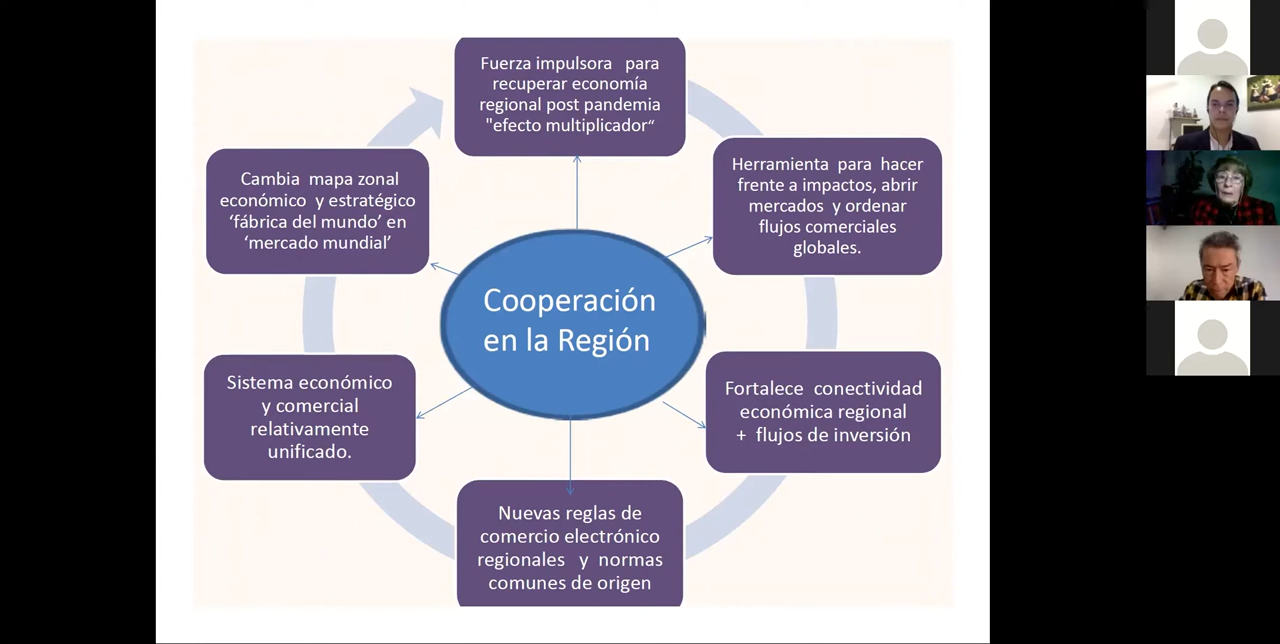 Fuerza impulsora para
recuperar economía
regional post pandemia
"efecto multiplicador“
Herramienta para hacer
frente a impactos, abrir
mercados y ordenar
flujos comerciales
globales.
Fortalece conectividad
económica regional
+ flujos de inversión
Nuevas reglas de
comercio electrónico
regionales y normas
comunes de origen
Sistema económico
y comercial
relativamente
unificado.
Cambia mapa zonal
económico y estratégico
‘fábrica del mundo’ en
‘mercado mundial’
Cooperación
en la Región